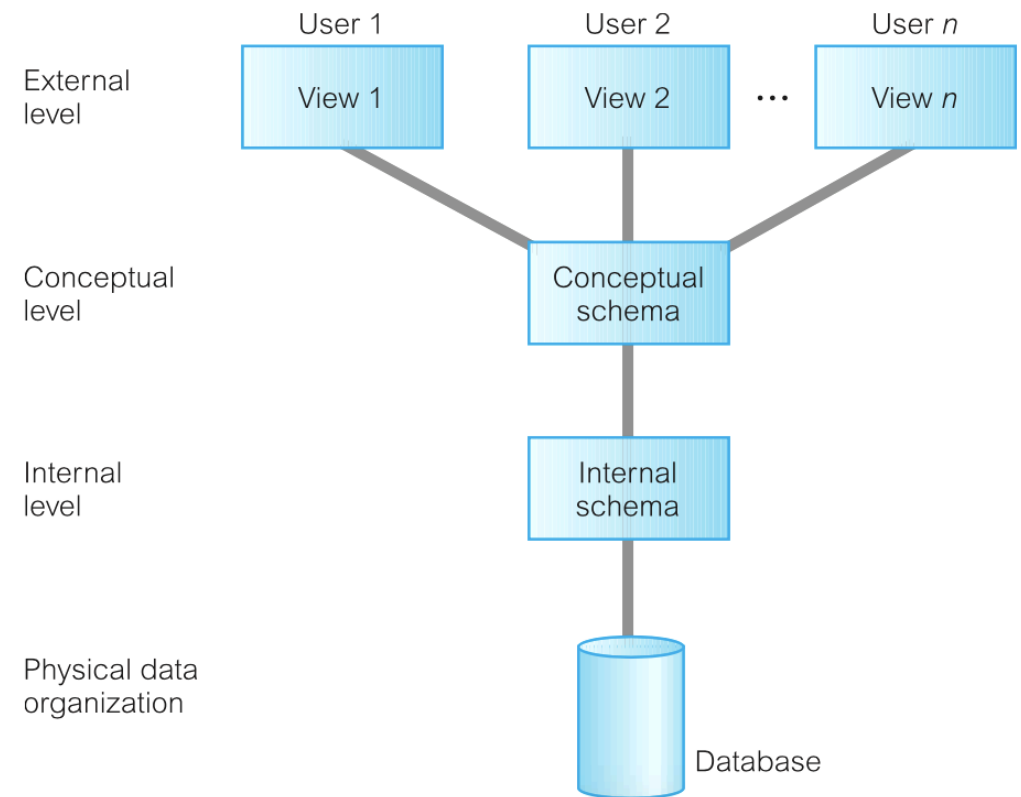 User 1
User 2
User n
External
level
View 1
View 2
...
View n
Conceptual
level
Conceptual
schema
Internal
level
Internal
schema
Physical data
organization
Database